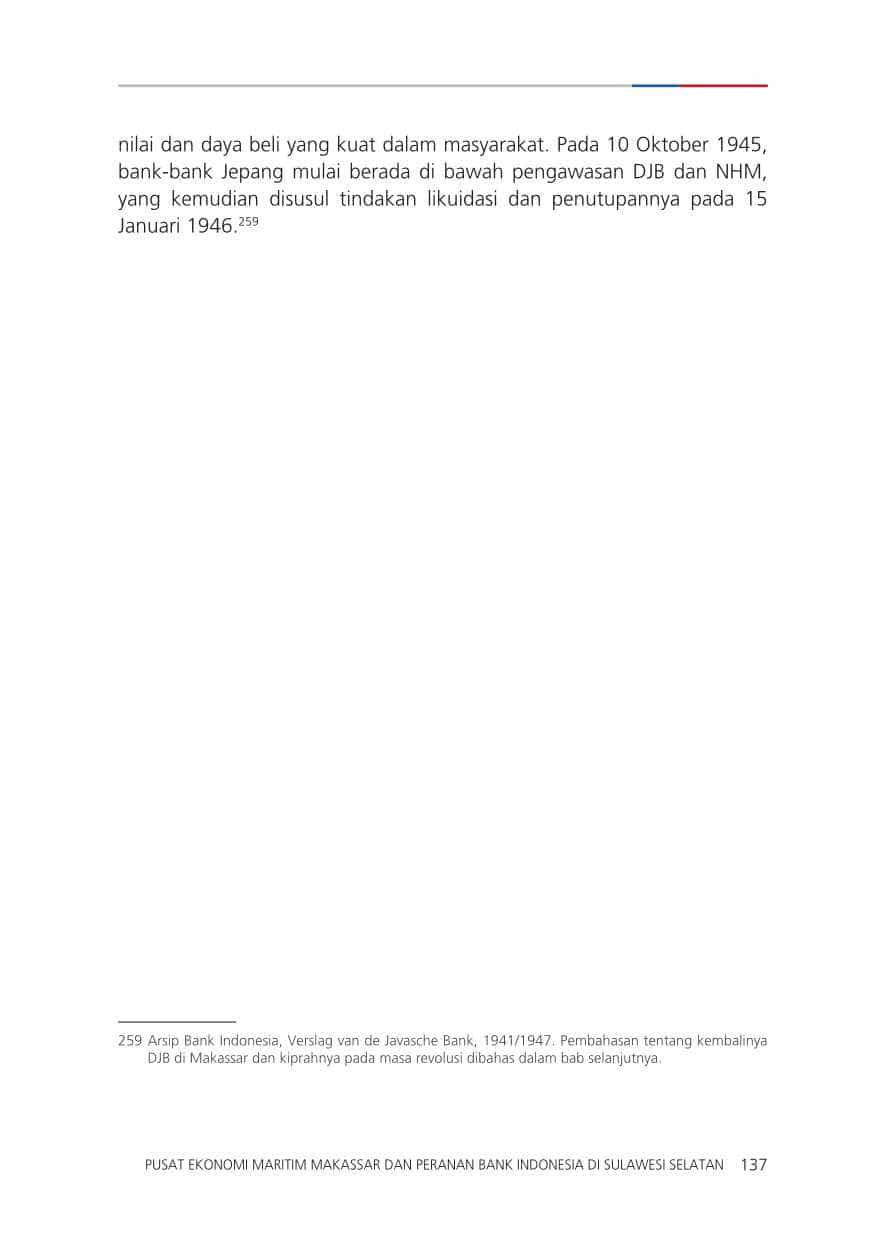 nilai dan daya beli yang kuat dalam masyarakat. Pada 10 Oktober 1945,
bank-bank Jepang mulai berada di bawah pengawasan DJB dan NHM,
yang kemudian disusul tindakan likuidasi dan penutupannya pada 15
Januari 1946.259
259 Arsip Bank Indonesia, Verslag van de Javasche Bank, 1941/1947. Pembahasan tentang kembalinya
DJB di Makassar dan kiprahnya pada masa revolusi dibahas dalam bab selanjutnya.
PUSAT EKONOMI MARITIM MAKASSAR DAN PERANAN BANK INDONESIA DI SULAWESI SELATAN 137